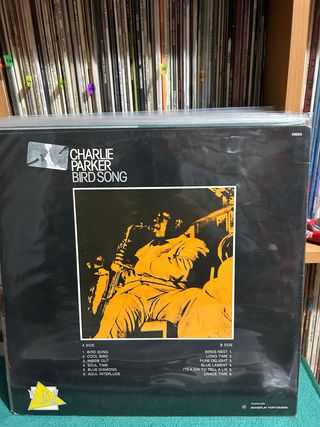 10053
CHARLIE
PARKER
BIRD SONG
A SIDE
1. BIRD SONG
2. COOL BIRD
3. INSIDE OUT
4. SOUL TIME
5. BLUE DIAMOND
6. SOUL INTERLUDE
B SIDE
BIRDS NEST 1.
LONG TIME 2.
PURE DELIGHT 3.
BLUE LAMENT 4.
ITS A SIN TO TELL A LIE 5.
DANCE TIME 6.
MOVIEPLAY PORTUGUESA